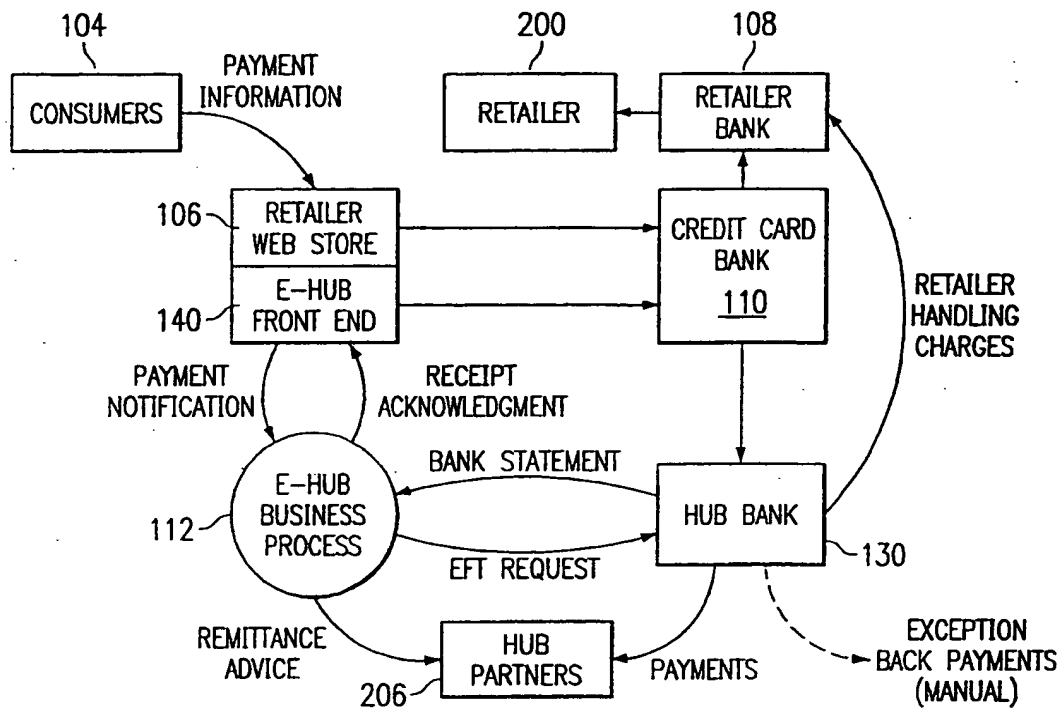 104
CONSUMERS
PAYMENT
INFORMATION
200
RETAILER
108
RETAILER
BANK
106
RETAILER
WEB STORE
140
E-HUB
FRONT END
CREDIT CARD
BANK
110
RETAILER
HANDLING
CHARGES
PAYMENT
NOTIFICATION
RECEIPT
ACKNOWLEDGMENT
E-HUB
BUSINESS
PROCESS
112
BANK STATEMENT
EFT REQUEST
HUB BANK
130
REMITTANCE
ADVICE
HUB
PARTNERS
206
PAYMENTS
EXCEPTION
BACK PAYMENTS
(MANUAL)